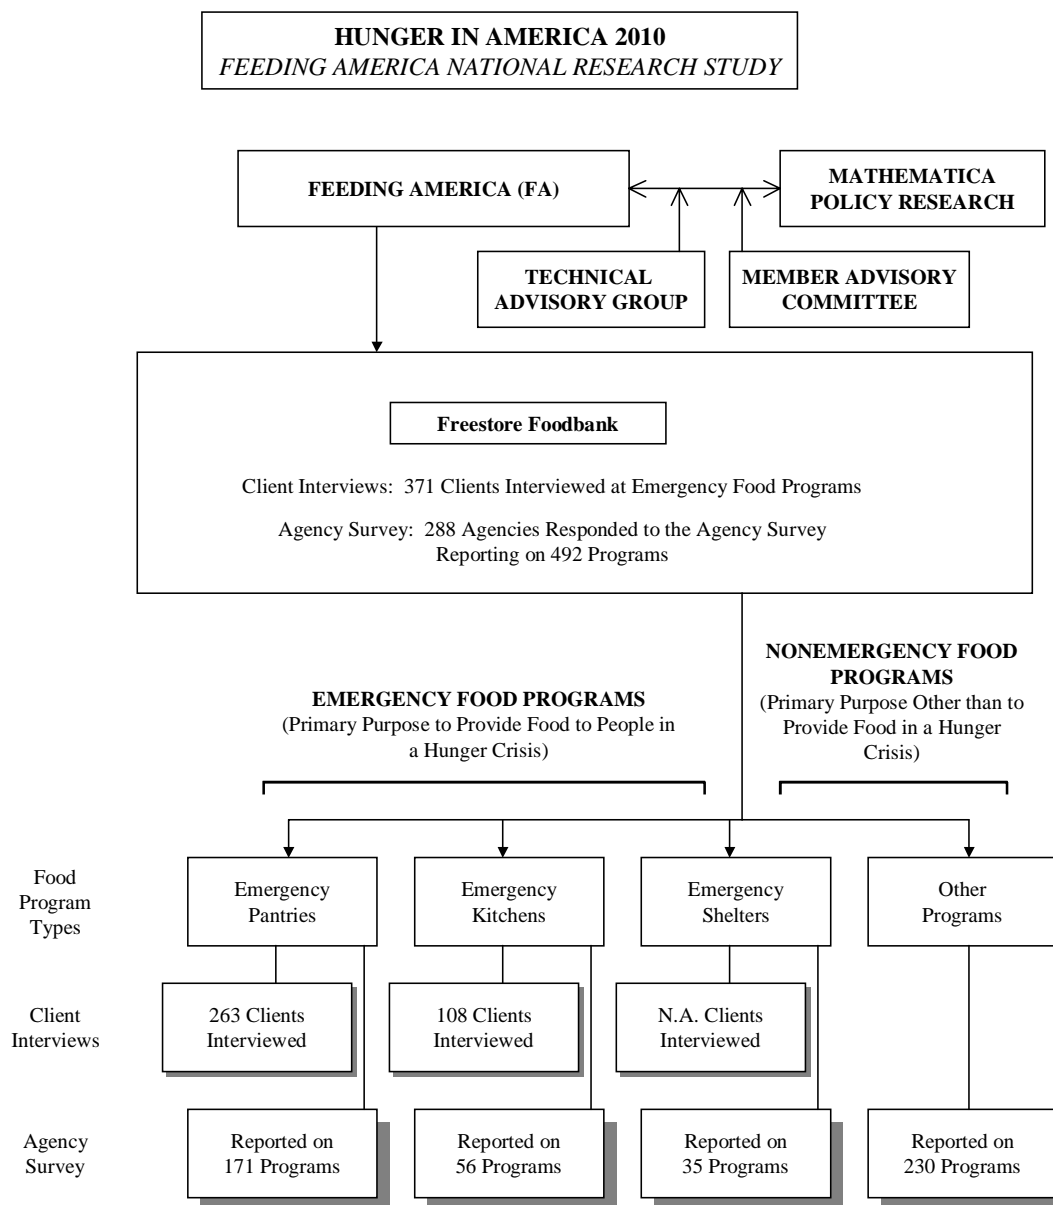 HUNGER IN AMERICA 2010
FEEDING AMERICA NATIONAL RESEARCH STUDY
FEEDING AMERICA (FA)
MATHEMATICA
POLICY RESEARCH
TECHNICAL
ADVISORY GROUP
MEMBER ADVISORY
COMMITTEE
Freestore Foodbank
Client Interviews:  371 Clients Interviewed at Emergency Food Programs
Agency Survey:  288 Agencies Responded to the Agency Survey
Reporting on 492 Programs
EMERGENCY FOOD PROGRAMS
(Primary Purpose to Provide Food to People in
a Hunger Crisis)
NONEMERGENCY FOOD
PROGRAMS
(Primary Purpose Other than to
Provide Food in a Hunger
Crisis)
Food
Program
Types
Emergency
Pantries
Emergency
Kitchens
Emergency
Shelters
Other
Programs
Client
Interviews
263 Clients
Interviewed
108 Clients
Interviewed
N.A. Clients
Interviewed
Agency
Survey
Reported on
171 Programs
Reported on
56 Programs
Reported on
35 Programs
Reported on
230 Programs